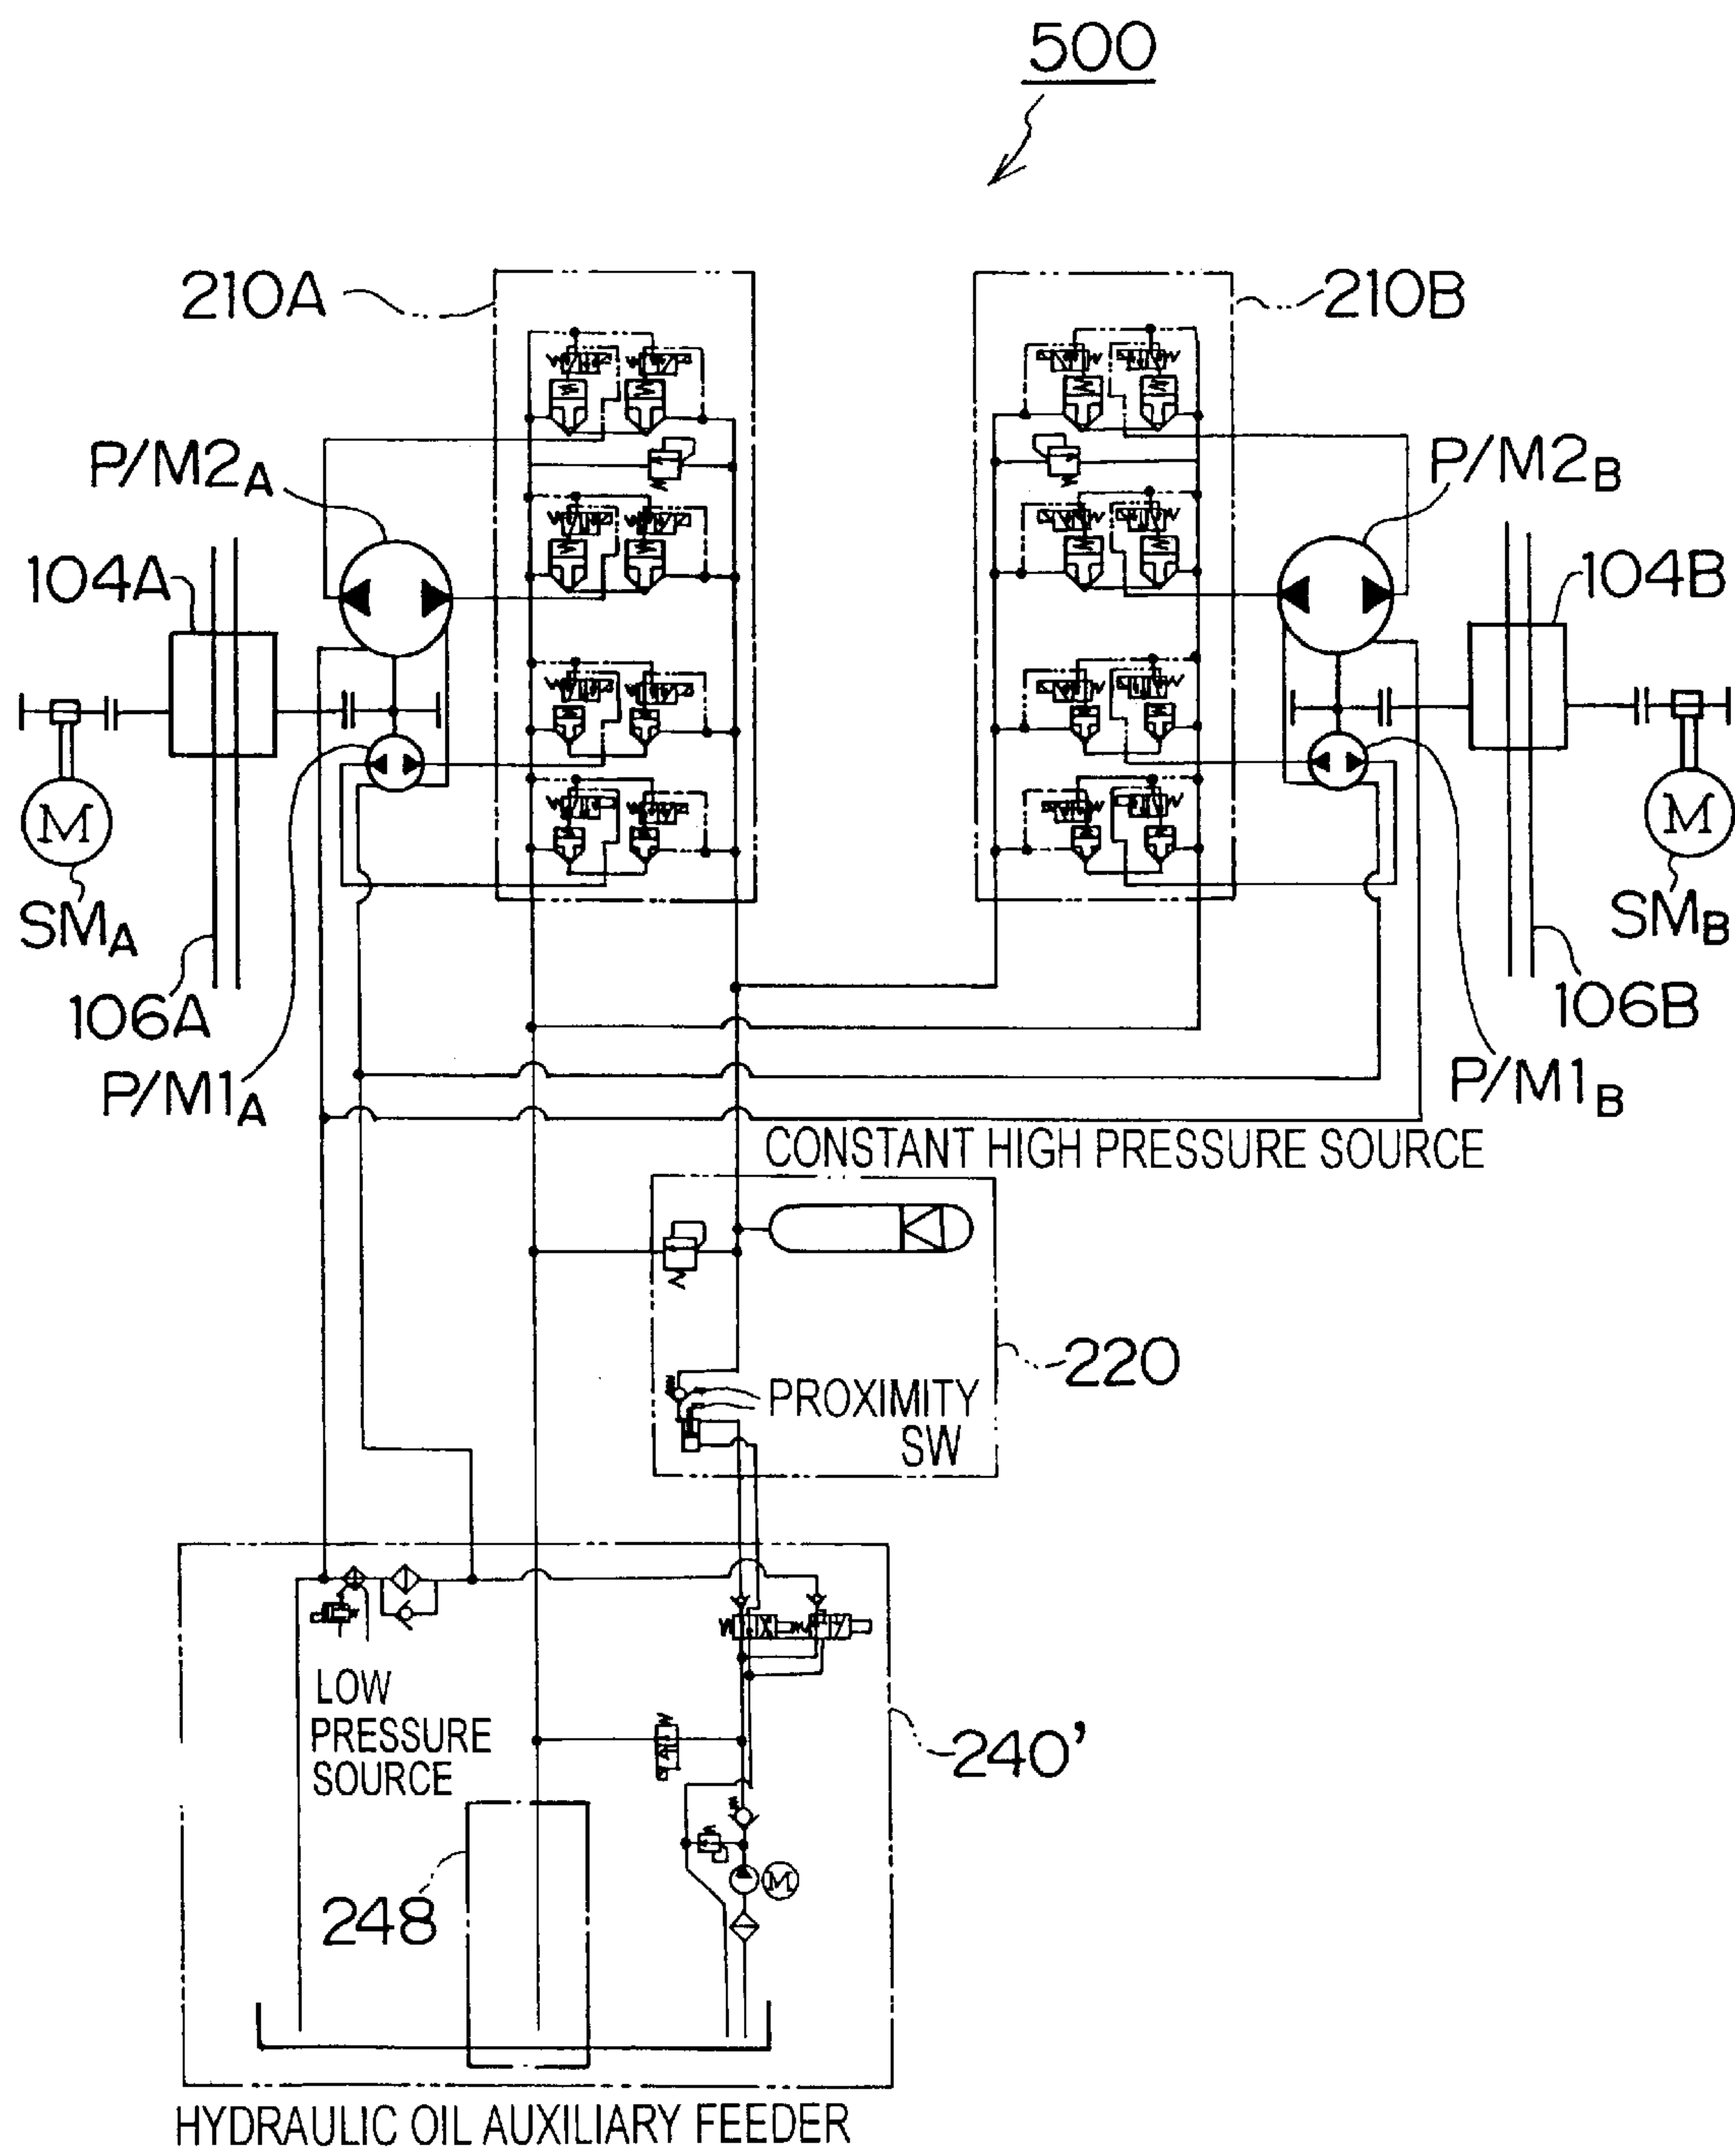 500
210A
210B
P/M2A
P/M2B
104A
104B
M
M
SMA
SMB
106A
106B
P/M1A
P/M1B
CONSTANT HIGH PRESSURE SOURCE
220
PROXIMITY
SW
LOW
PRESSURE
SOURCE
240'
M
248
HYDRAULIC OIL AUXILIARY FEEDER